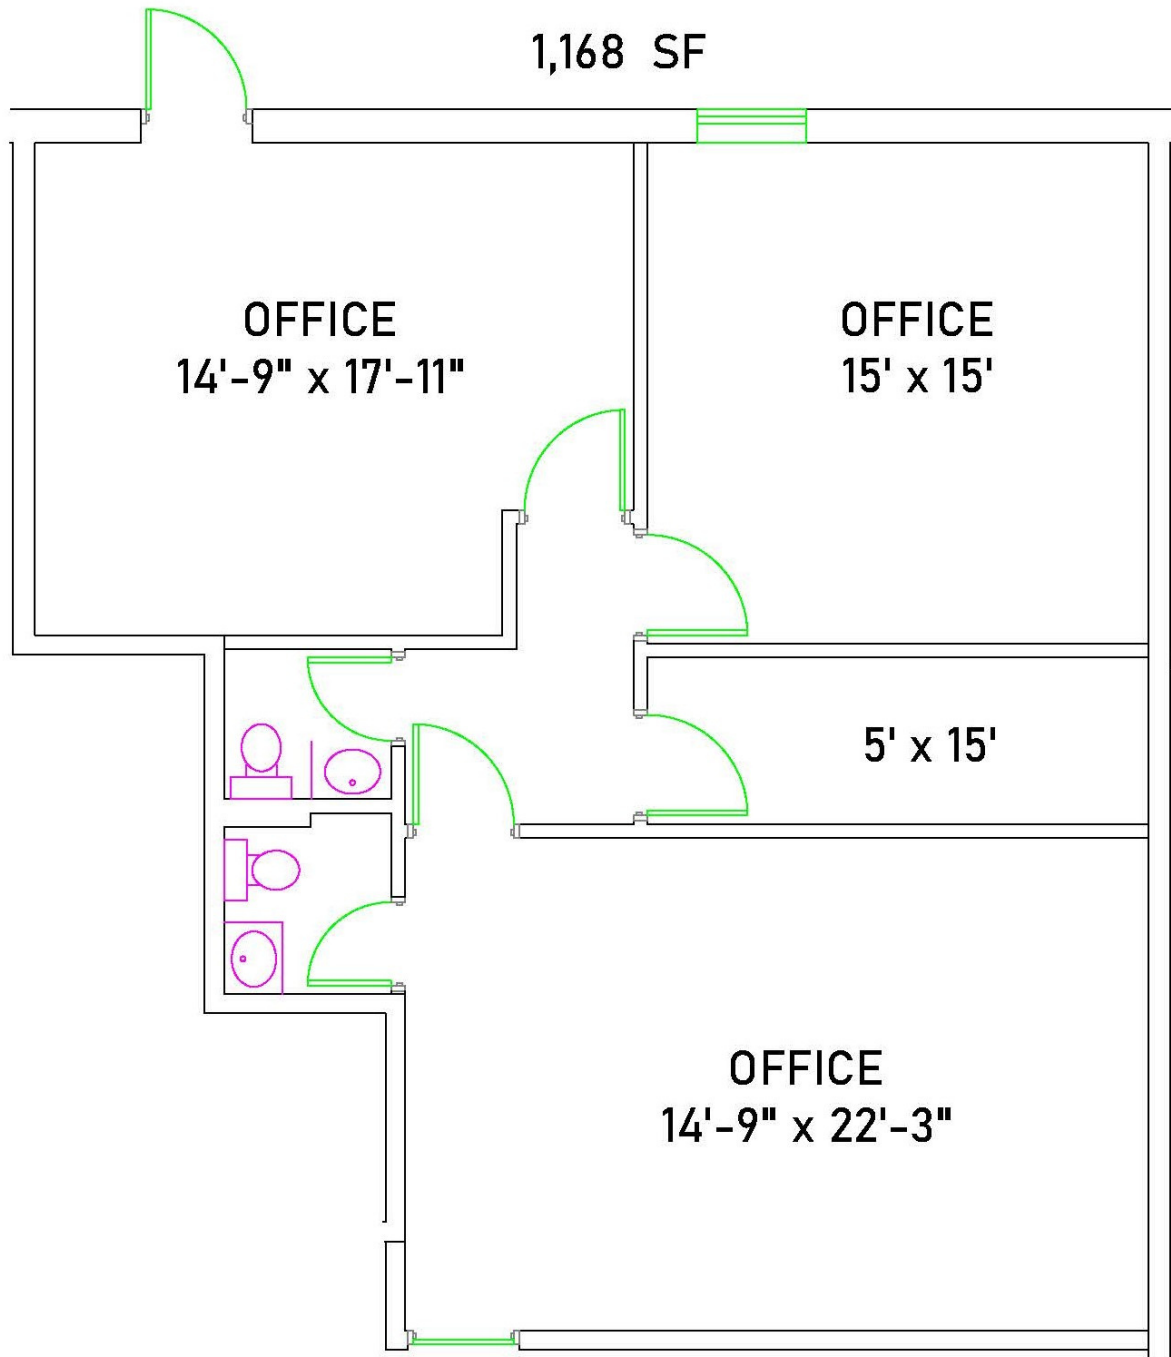 1,168 SF
OFFICE
14'-9" x 17'-11"
OFFICE
15' x 15'
5' x 15'
OFFICE
14'-9" x 22'-3"